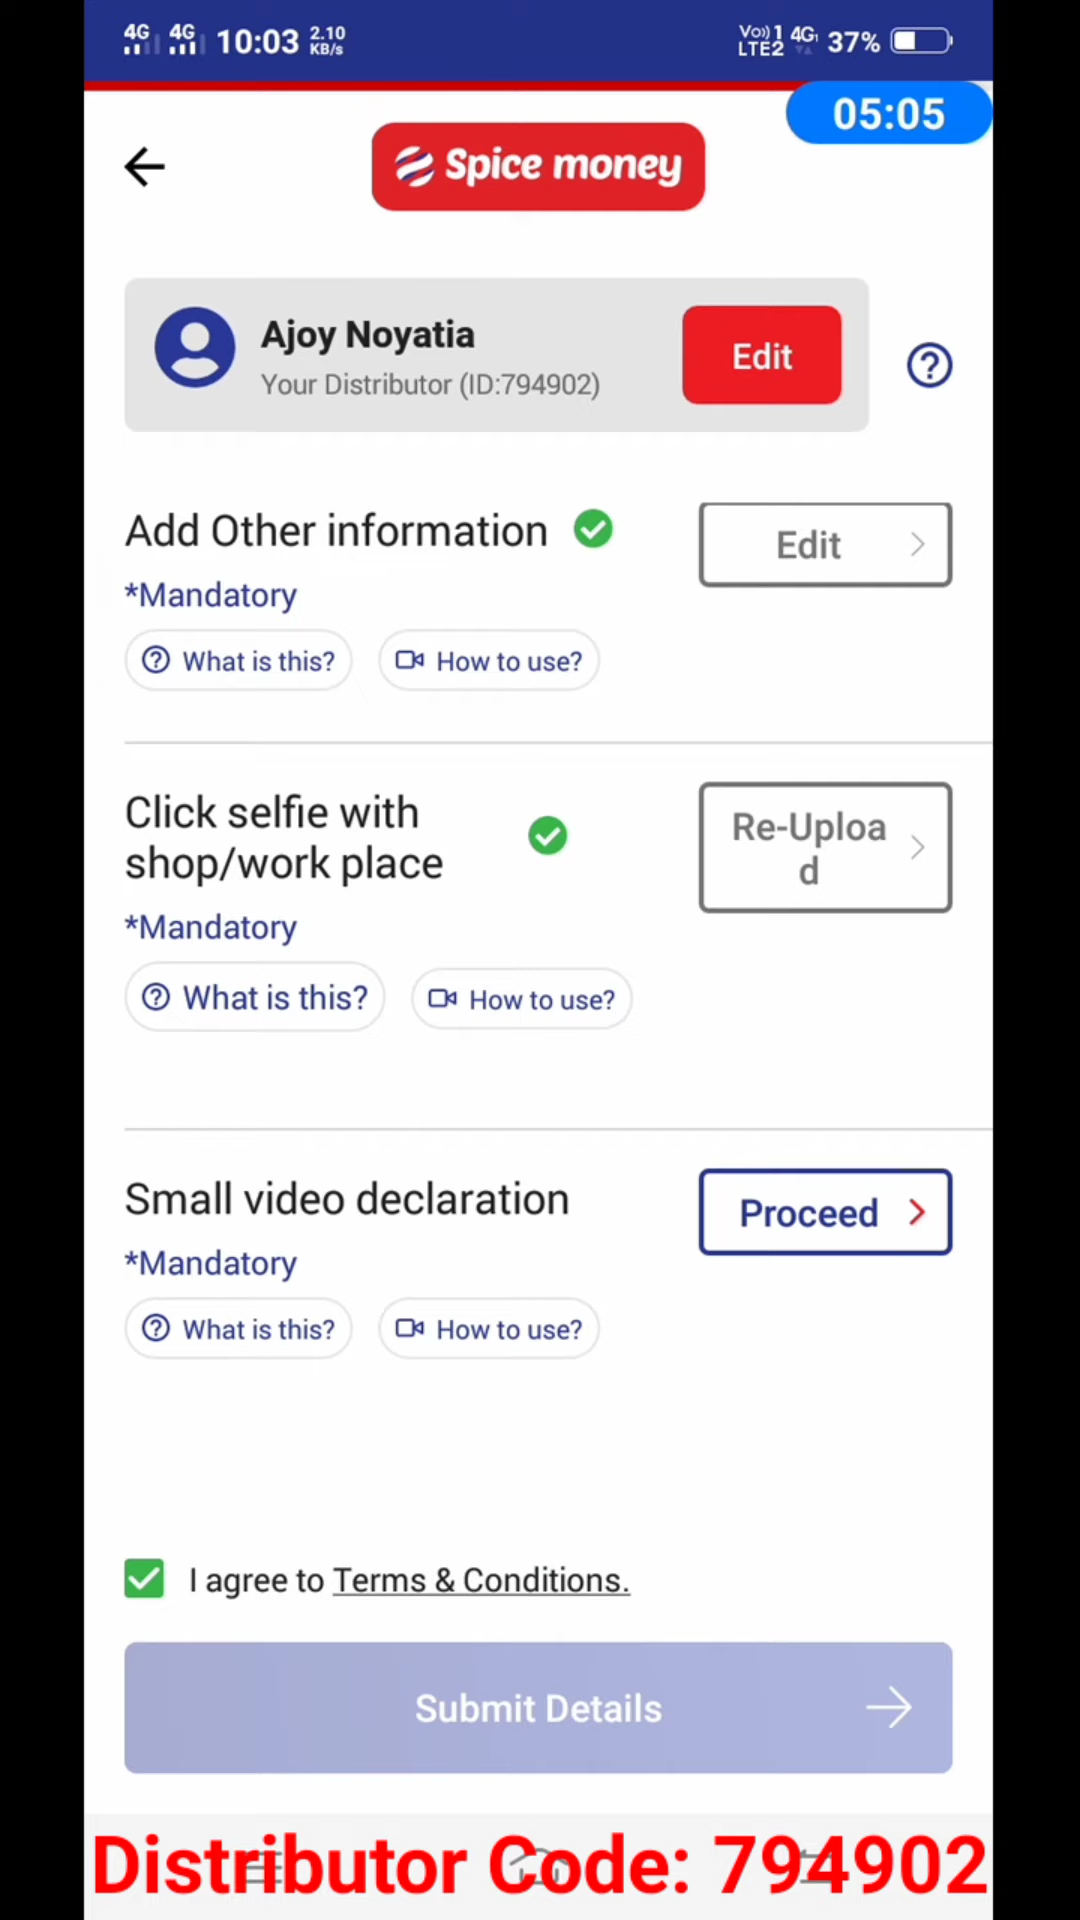 4G 4G 10:03 2.10 KB/s Vo)) 1 LTE2 4G 37%
05:05
Spice money
Ajoy Noyatia
Your Distributor (ID:794902)
Edit
Add Other information
Edit
*Mandatory
What is this?
How to use?
Click selfie with
shop/work place
Re-Uploa
d
*Mandatory
What is this?
How to use?
Small video declaration
Proceed
*Mandatory
What is this?
How to use?
I agree to Terms & Conditions.
Submit Details
Distributor Code: 794902